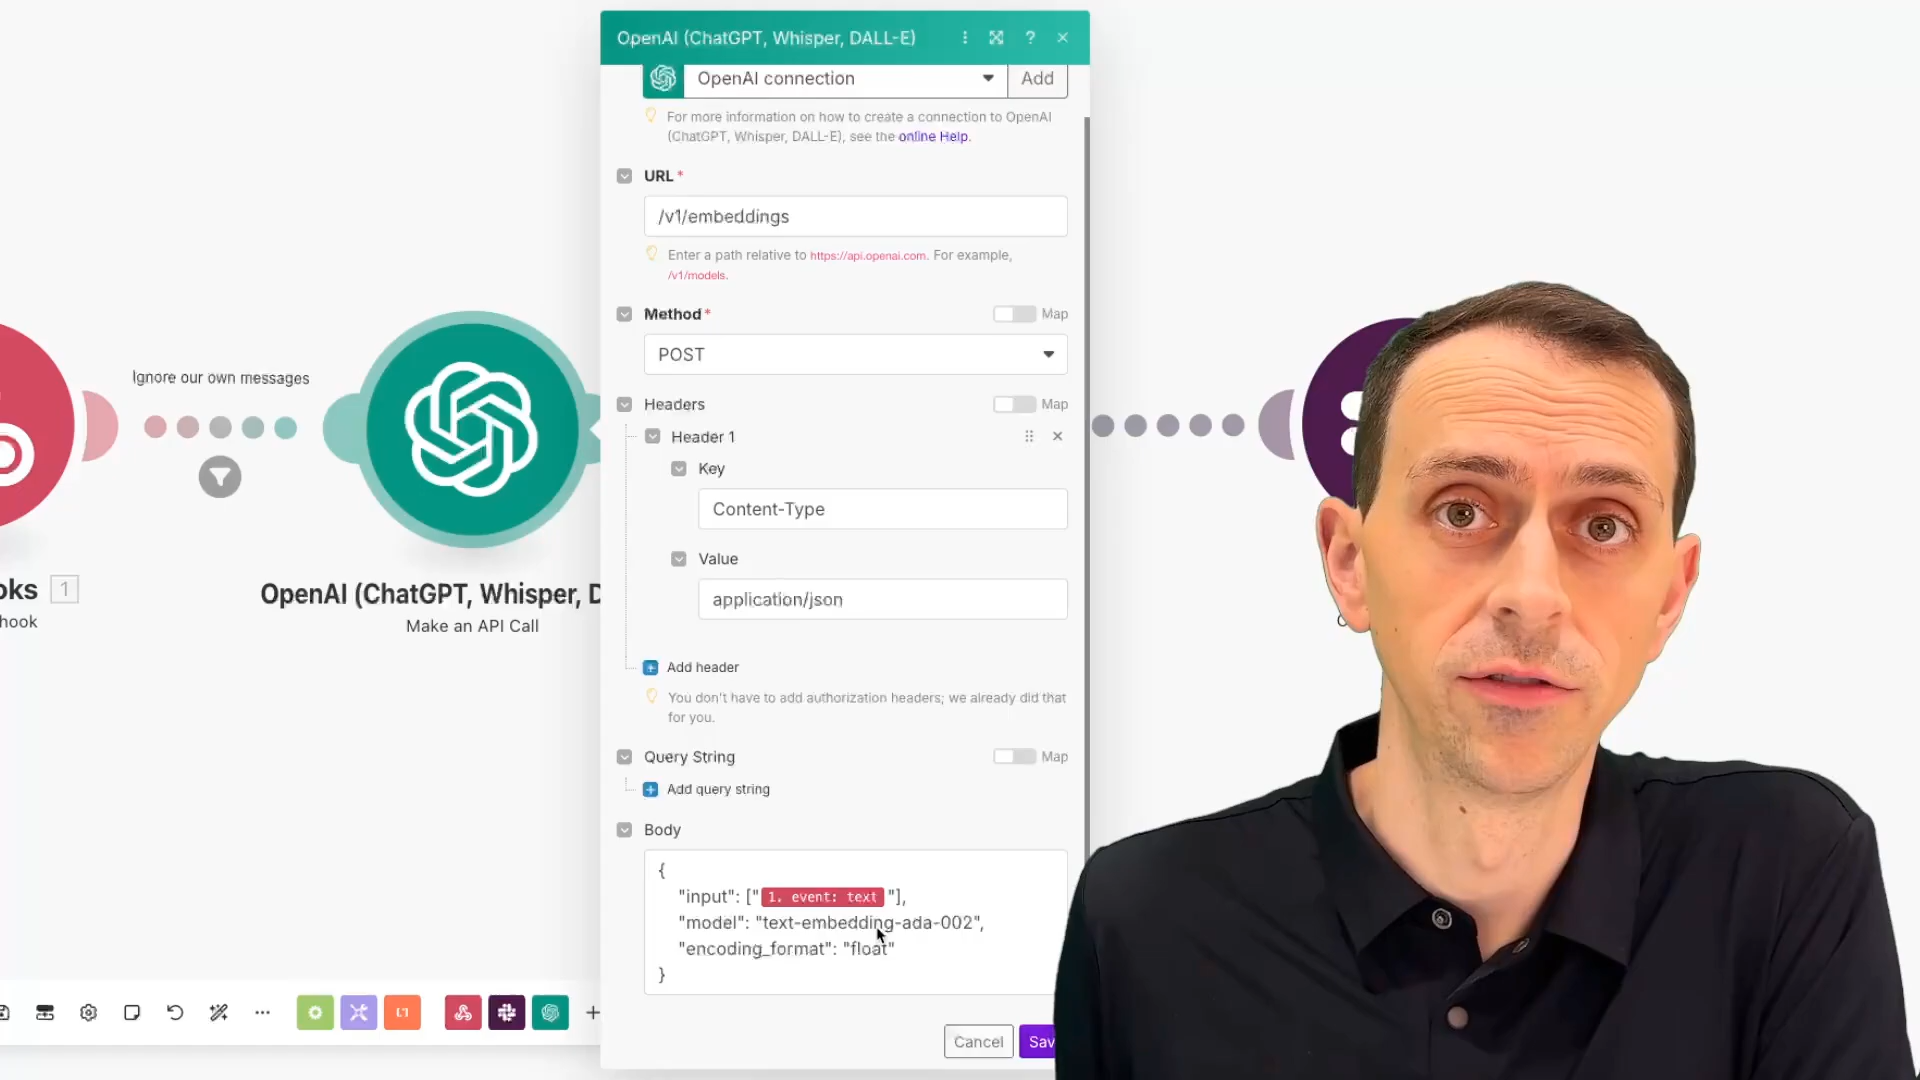 OpenAI (ChatGPT, Whisper, DALL-E)
?
OpenAI connection
Add
For more information on how to create a connection to OpenAI
(ChatGPT, Whisper, DALL-E), see the online Help.
URL *
/v1/embeddings
Enter a path relative to https://api.openai.com. For example,
/v1/models.
Method *
Map
POST
Headers
Map
Header 1
Key
Content-Type
Value
application/json
Add header
You don't have to add authorization headers; we already did that
for you.
Query String
Map
Add query string
Body
{
"input": ["1. event: text"],
"model": "text-embedding-ada-002",
"encoding_format": "float"
}
Cancel
Sav
Ignore our own messages
oks 1
hook
OpenAI (ChatGPT, Whisper, D
Make an API Call